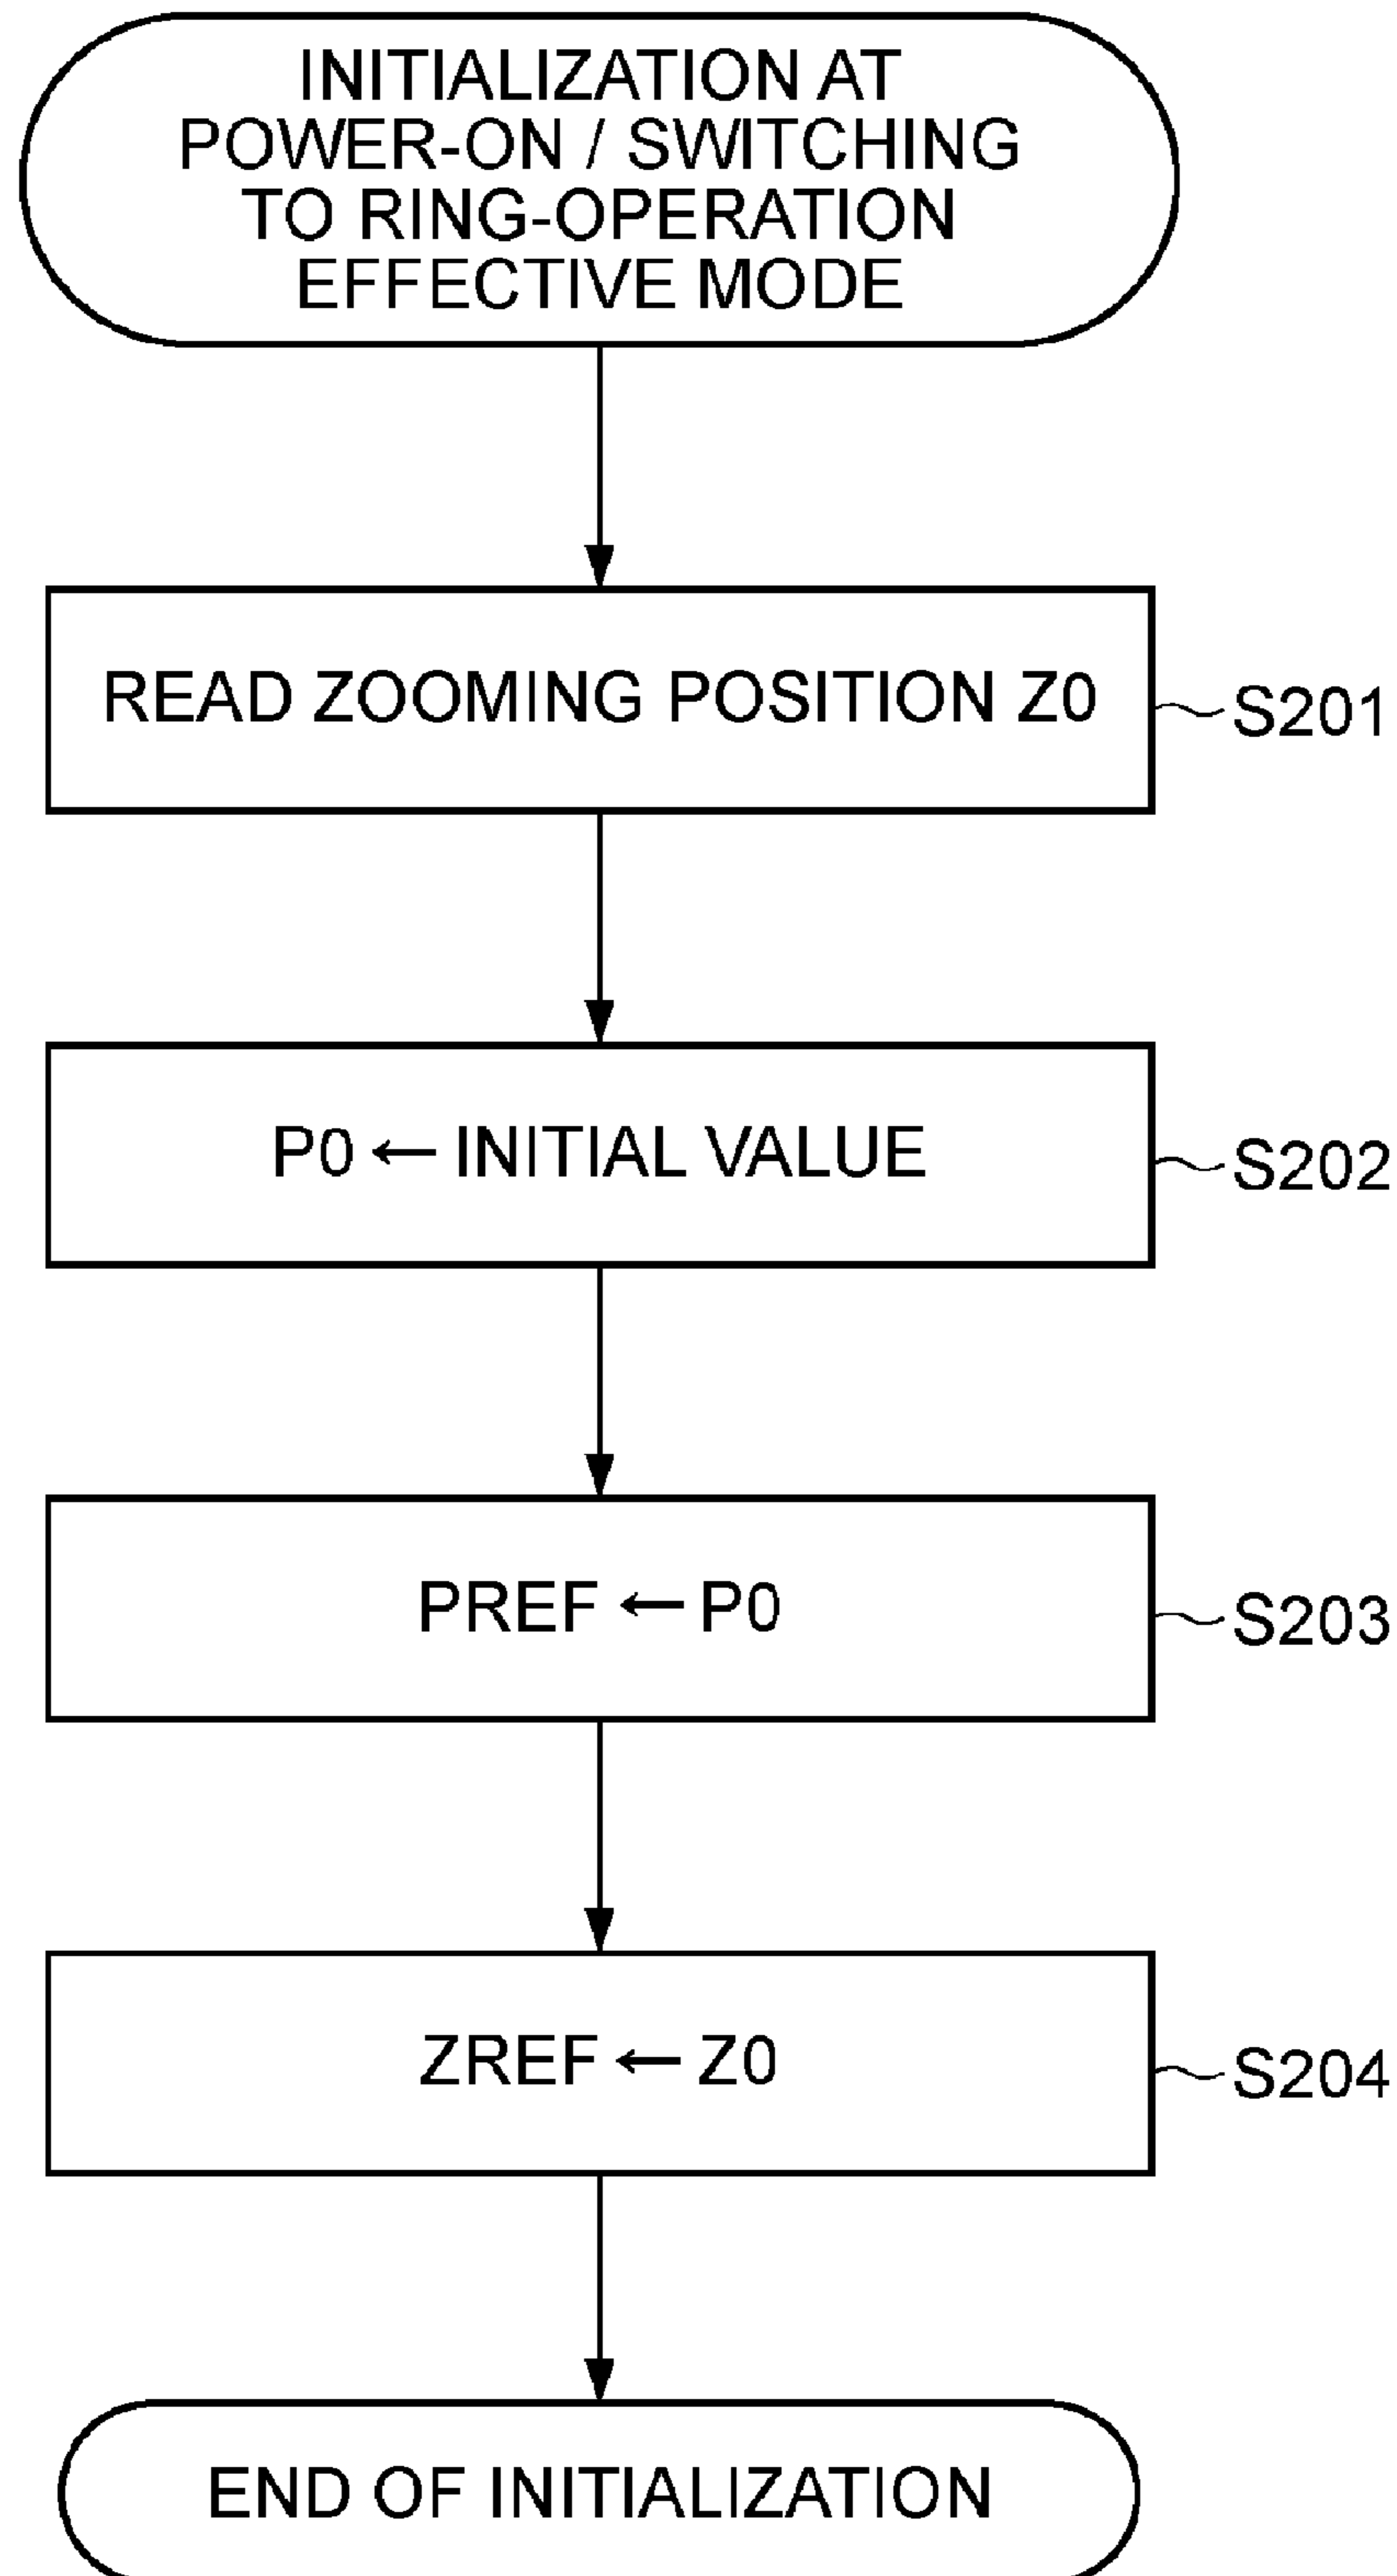 INITIALIZATION AT
POWER-ON / SWITCHING
TO RING-OPERATION
EFFECTIVE MODE
READ ZOOMING POSITION Z0
S201
P0 ← INITIAL VALUE
S202
PREF ← P0
S203
ZREF ← Z0
S204
END OF INITIALIZATION